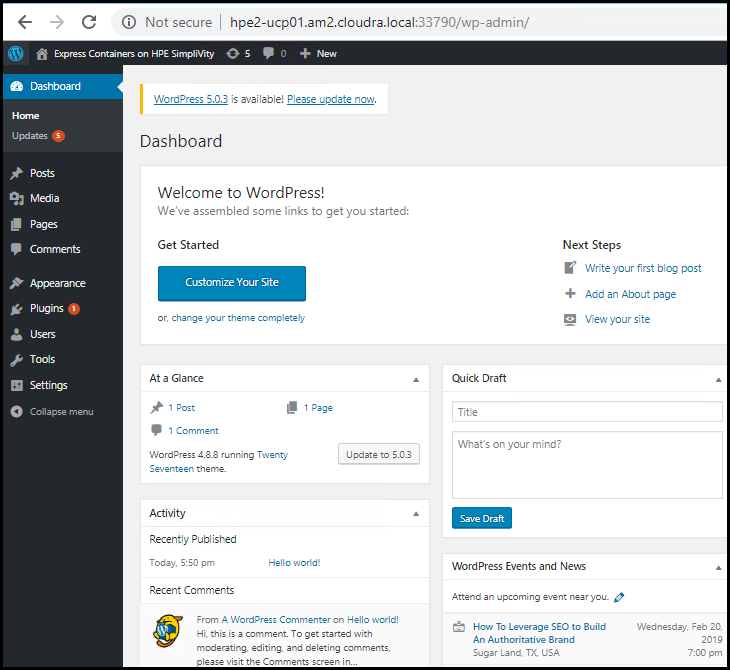 Not secure | hpe2-ucp01.am2.cloudra.local:33790/wp-admin/
Express Containers on HPE SimpliVity 5 0 New
Dashboard
Home
Updates 5
Posts
Media
Pages
Comments
Appearance
Plugins 1
Users
Tools
Settings
Collapse menu
WordPress 5.0.3 is available! Please update now.
Dashboard
Welcome to WordPress!
We've assembled some links to get you started:
Get Started
Customize Your Site
or, change your theme completely
Next Steps
Write your first blog post
Add an About page
View your site
At a Glance
1 Post 1 Page
1 Comment
WordPress 4.8.8 running Twenty
Seventeen theme.
Update to 5.0.3
Activity
Recently Published
Today, 5:50 pm Hello world!
Recent Comments
From A WordPress Commenter on Hello world!
Hi, this is a comment. To get started with
moderating, editing, and deleting comments,
please visit the Comments screen in...
Quick Draft
Title
What's on your mind?
Save Draft
WordPress Events and News
Attend an upcoming event near you.
How To Leverage SEO to Build
An Authoritative Brand
Sugar Land, TX, USA
Wednesday, Feb 20,
2019
7:00 pm